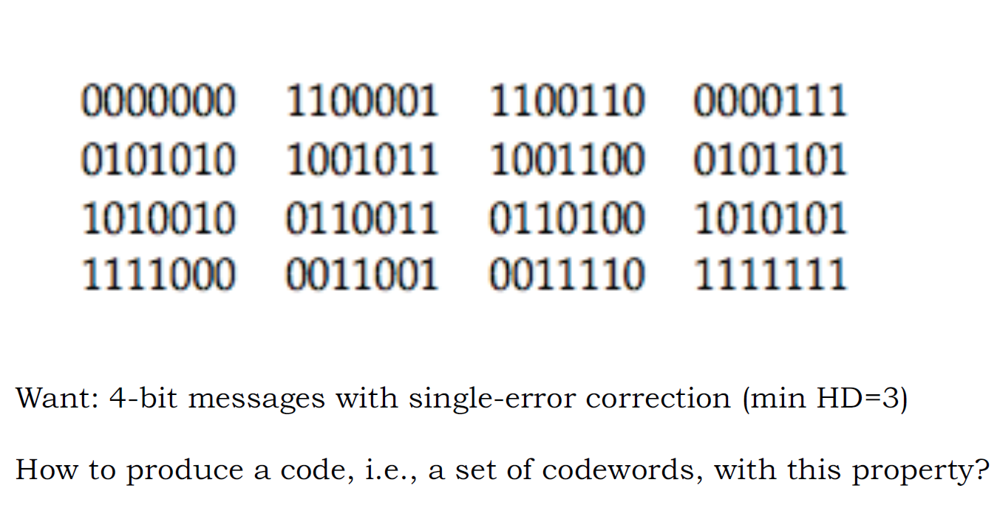 0000000 1100001 1100110 0000111
0101010 1001011 1001100 0101101
1010010 0110011 0110100 1010101
1111000 0011001 0011110 1111111
Want: 4-bit messages with single-error correction (min HD=3)
How to produce a code, i.e., a set of codewords, with this property?